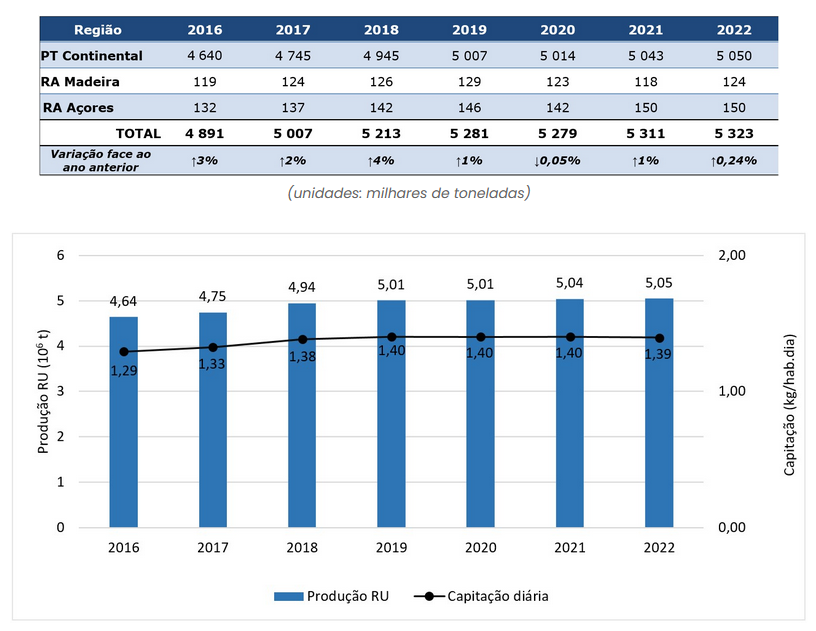 Região 2016 2017 2018 2019 2020 2021 2022
PT Continental 4 640 4 745 4 945 5 007 5 014 5 043 5 050
RA Madeira 119 124 126 129 123 118 124
RA Açores 132 137 142 146 142 150 150
TOTAL 4 891 5 007 5 213 5 281 5 279 5 311 5 323
Variação face ao
ano anterior ↑3% ↑2% ↑4% ↑1% ↓0,05% ↑1% ↑0,24%
(unidades: milhares de toneladas)
Produção RU (10⁶ t)
6
5
4
3
2
1
0
4,64 4,75 4,94 5,01 5,01 5,04 5,05
1,29 1,33 1,38 1,40 1,40 1,40 1,39
2,00
1,00
0,00
Capitação (kg/hab.dia)
2016 2017 2018 2019 2020 2021 2022
Produção RU Capitação diária